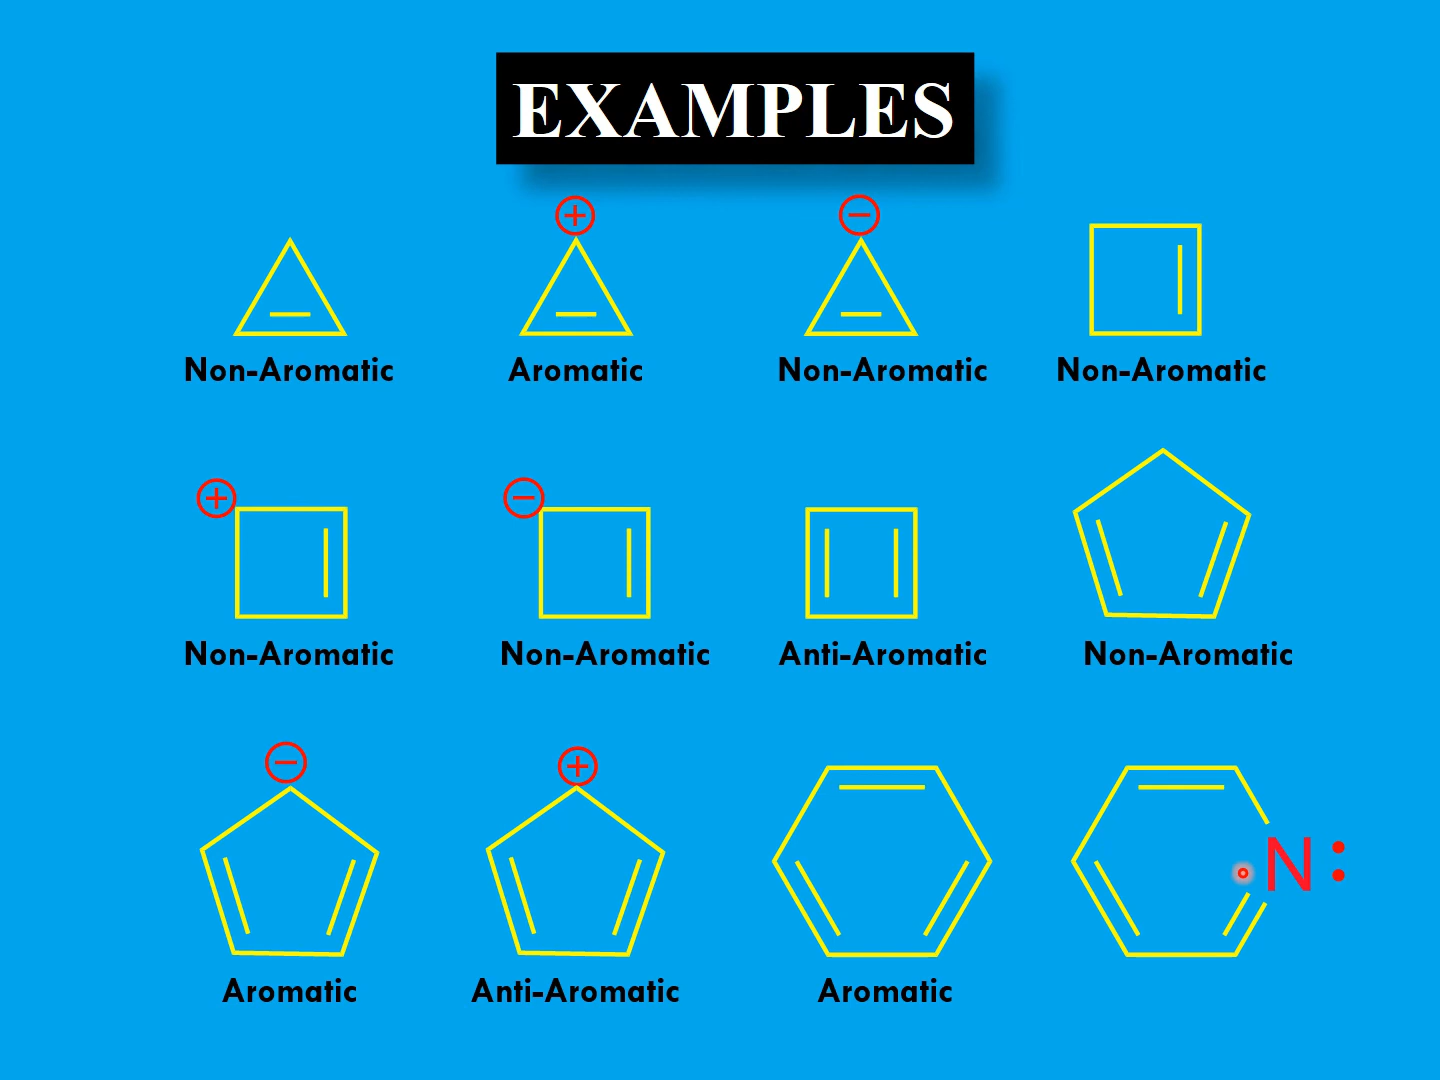 EXAMPLES
+ −
Non-Aromatic Aromatic Non-Aromatic Non-Aromatic
+ −
Non-Aromatic Non-Aromatic Anti-Aromatic Non-Aromatic
− +
N:
Aromatic Anti-Aromatic Aromatic